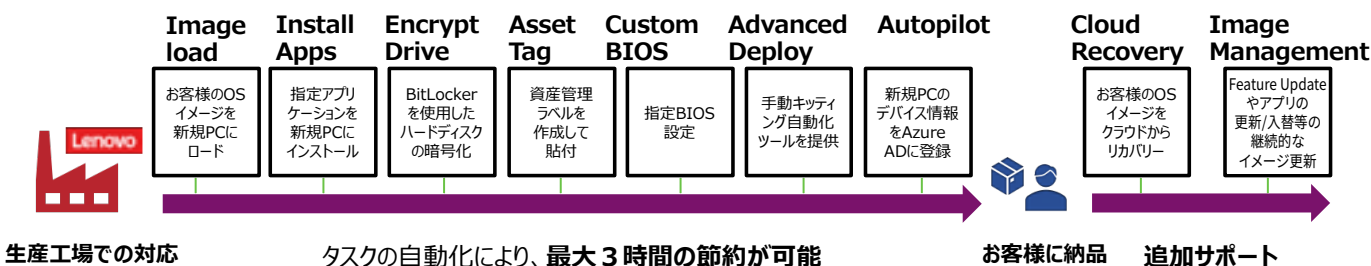 Image
load
Install
Apps
Encrypt
Drive
Asset
Tag
Custom
BIOS
Advanced
Deploy
Autopilot
Cloud
Recovery
Image
Management
お客様のOS
イメージを
新規PCに
ロード
指定アプリ
ケーションを
新規PCに
インストール
BitLocker
を使用した
ハードディスク
の暗号化
資産管理
ラベルを
作成して
貼付
指定BIOS
設定
手動キッティ
ング自動化
ツールを提供
新規PCの
デバイス情報
をAzure
ADに登録
お客様のOS
イメージを
クラウドから
リカバリー
Feature Update
やアプリの
更新/入替等の
継続的な
イメージ更新
Lenovo
生産工場での対応
タスクの自動化により、最大３時間の節約が可能
お客様に納品
追加サポート